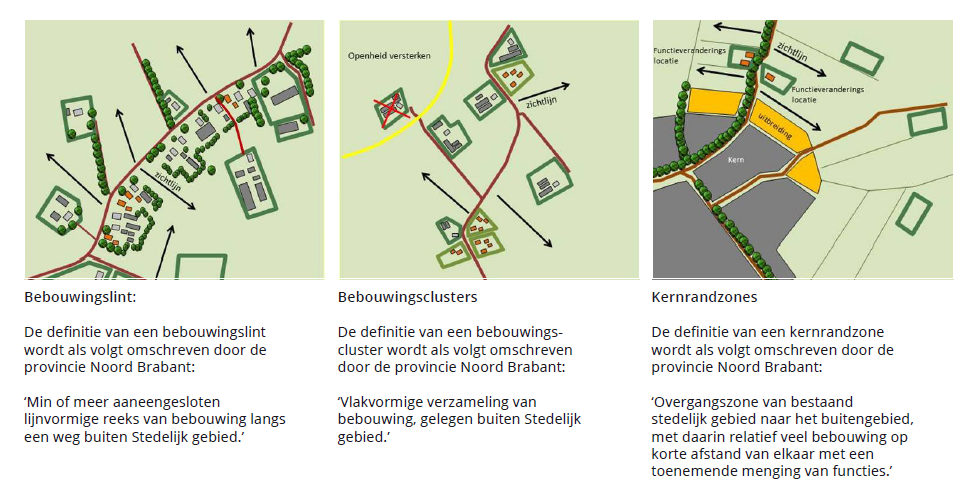 zichtlijn
Openheid versterken
zichtlijn
Functieveranderings
locatie
zichtlijn
Functieveranderings
locatie
uitbreiding
Kern
Bebouwingslint:
De definitie van een bebouwingslint
wordt als volgt omschreven door de
provincie Noord Brabant:
‘Min of meer aaneengesloten
lijnvormige reeks van bebouwing langs
een weg buiten Stedelijk gebied.’
Bebouwingsclusters
De definitie van een bebouwings-
cluster wordt als volgt omschreven
door de provincie Noord Brabant:
‘Vlakvormige verzameling van
bebouwing, gelegen buiten Stedelijk
gebied.’
Kernrandzones
De definitie van een kernrandzone
wordt als volgt omschreven door de
provincie Noord Brabant:
‘Overgangszone van bestaand
stedelijk gebied naar het buitengebied,
met daarin relatief veel bebouwing op
korte afstand van elkaar met een
toenemende menging van functies.’